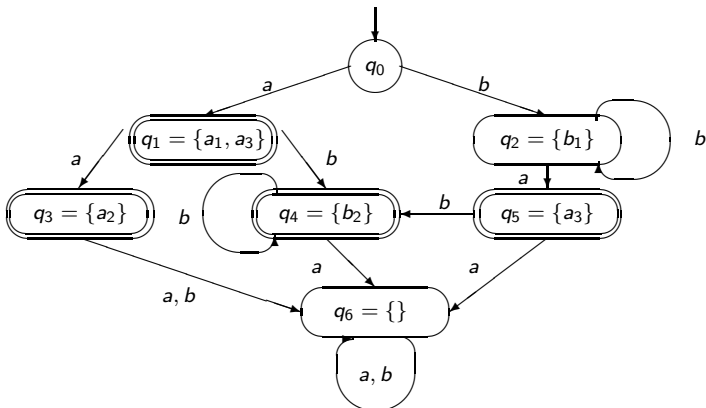 q0
a
b
q1 = {a1, a3}
q2 = {b1}
b
a
b
a
q3 = {a2}
b
q4 = {b2}
b
q5 = {a3}
a
a
a, b
q6 = {}
a, b